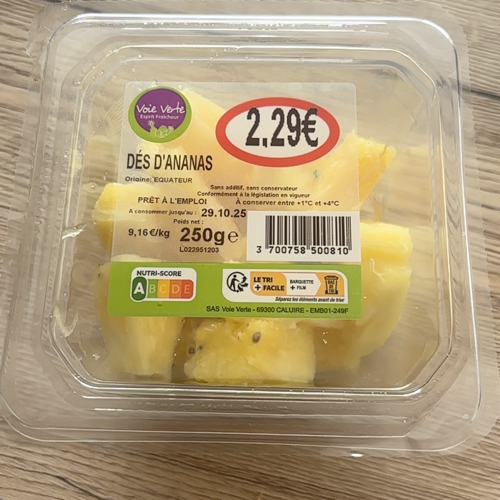 Voie Verte
Esprit Fraîcheur
2,29€
DÉS D'ANANAS
Origine: EQUATEUR
Sans additif, sans conservateur
Conformément à la législation en vigueur
PRÊT À L'EMPLOI
À conserver entre +1°C et +4°C
A consommer jusqu'au : 29.10.25
Poids net :
9,16€/kg 250g e
L022951203
3 700758 500810
NUTRI-SCORE
A B C D E
LE TRI
+ FACILE
BARQUETTE
+ FILM
BAC DE TRI
Séparez les éléments avant de trier
SAS Voie Verte - 69300 CALUIRE - EMB01-249F